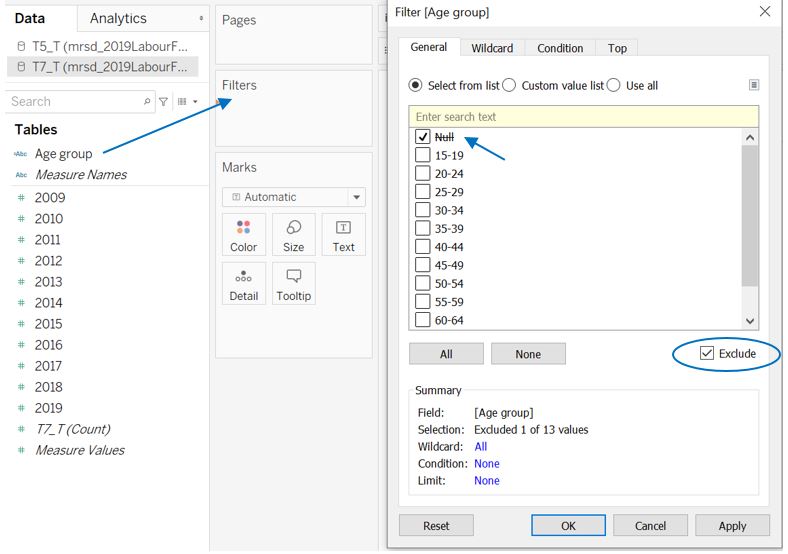 Data
Analytics
T5_T (mrsd_2019LabourF...
T7_T (mrsd_2019LabourF...
Search
Tables
Abc Age group
Abc Measure Names
# 2009
# 2010
# 2011
# 2012
# 2013
# 2014
# 2015
# 2016
# 2017
# 2018
# 2019
# T7_T (Count)
# Measure Values
Pages
Filters
Marks
T Automatic
Color
Size
T
Text
Detail
Tooltip
Filter [Age group]
General
Wildcard
Condition
Top
Select from list
Custom value list
Use all
Enter search text
Null
15-19
20-24
25-29
30-34
35-39
40-44
45-49
50-54
55-59
60-64
All
None
Exclude
Summary
Field: [Age group]
Selection: Excluded 1 of 13 values
Wildcard: All
Condition: None
Limit: None
Reset
OK
Cancel
Apply